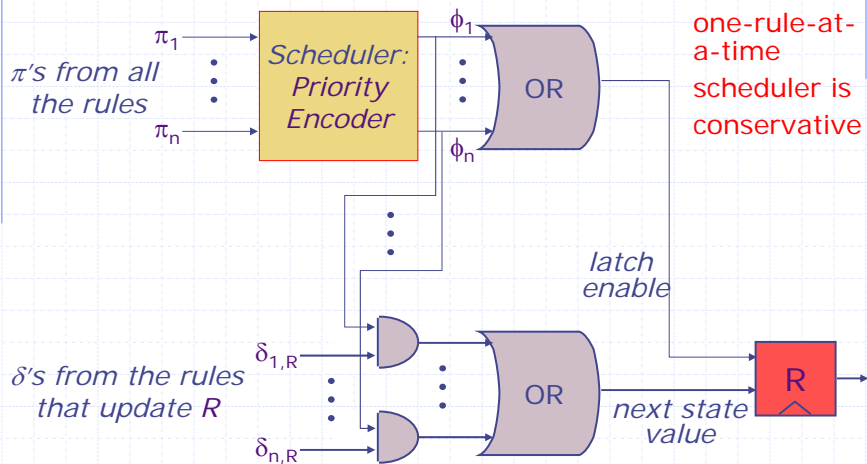 π1
π's from all
the rules
πn
Scheduler:
Priority
Encoder
ϕ1
ϕn
OR
one-rule-at-
a-time
scheduler is
conservative
latch
enable
δ1,R
δ's from the rules
that update R
δn,R
OR
next state
value
R